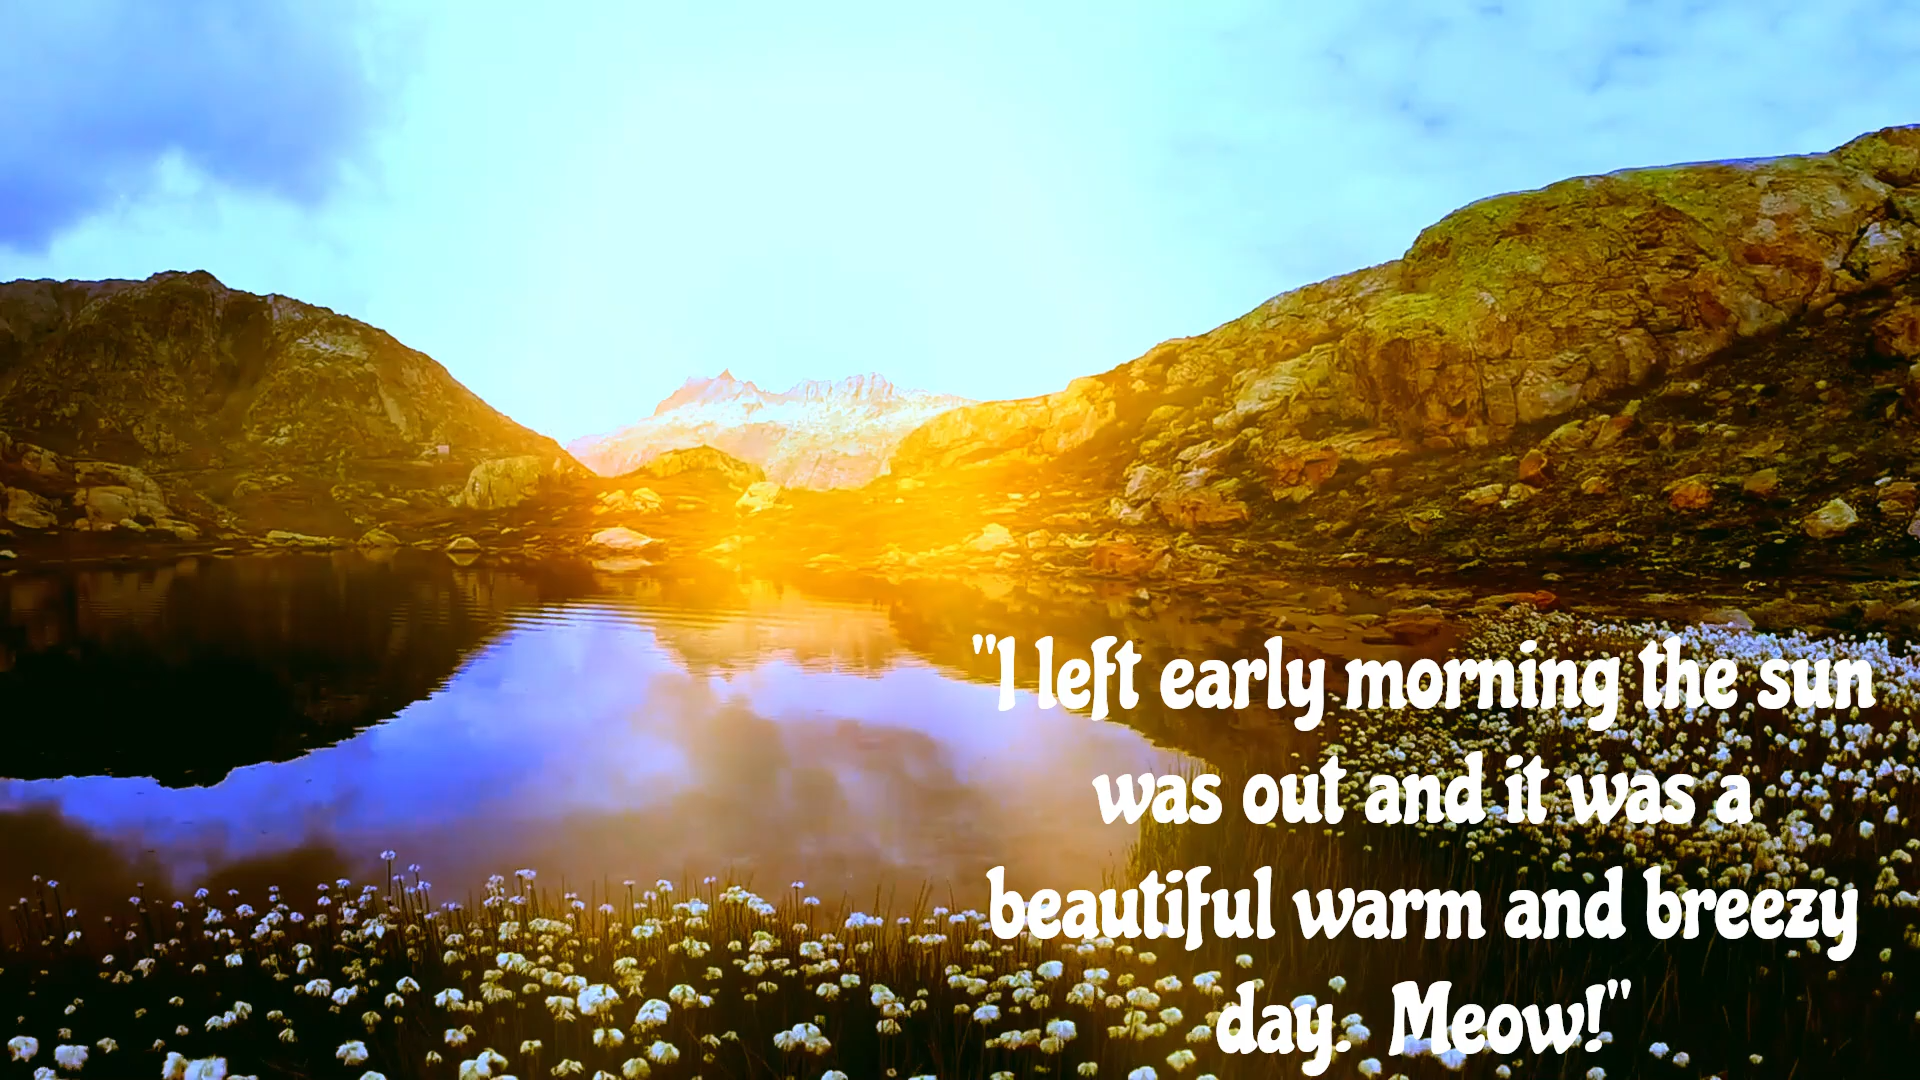 "I left early morning the sun
was out and it was a
beautiful warm and breezy
day.  Meow!"